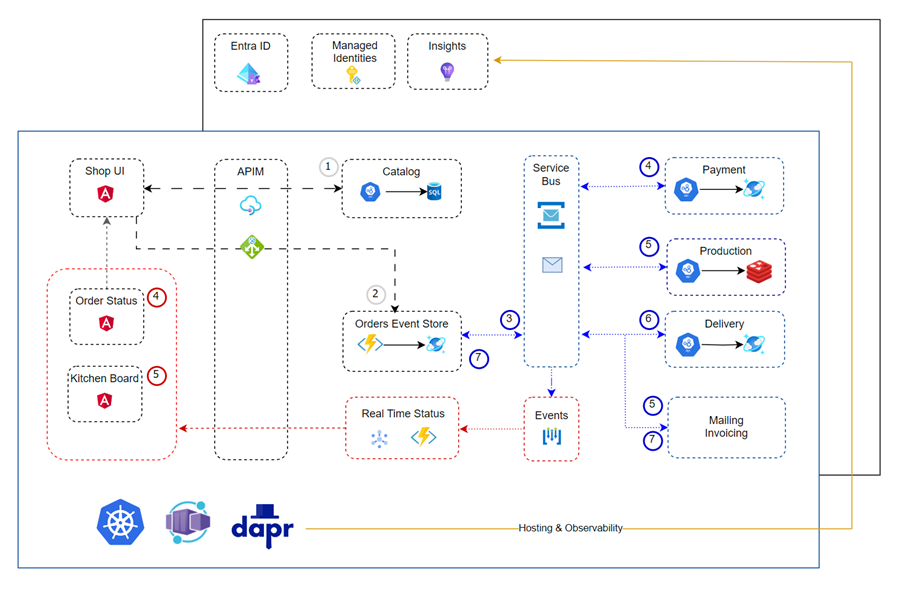 Entra ID
Managed
Identities
Insights
Shop UI
APIM
1
Catalog
SQL
Service
Bus
4
Payment
5
Production
2
Order Status
4
Orders Event Store
3
7
6
Delivery
Kitchen Board
5
Real Time Status
Events
5
7
Mailing
Invoicing
dapr
Hosting & Observability